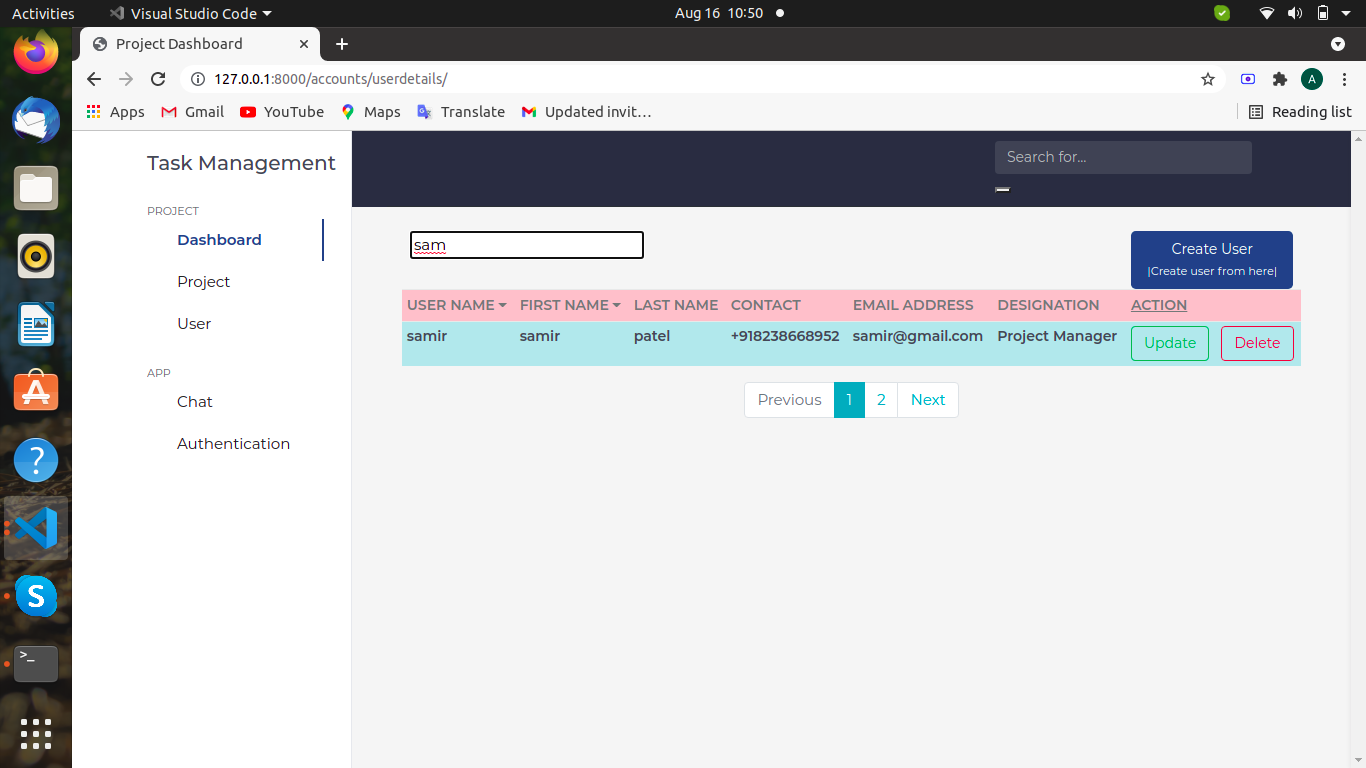 Activities Visual Studio Code Aug 16 10:50
Project Dashboard
127.0.0.1:8000/accounts/userdetails/ A
Apps Gmail YouTube Maps Translate Updated invit... Reading list
Task Management
Search for...
PROJECT
Dashboard
Project
User
APP
Chat
Authentication
sam
Create User
|Create user from here|
USER NAME FIRST NAME LAST NAME CONTACT EMAIL ADDRESS DESIGNATION ACTION
samir samir patel +918238668952 samir@gmail.com Project Manager Update Delete
Previous 1 2 Next